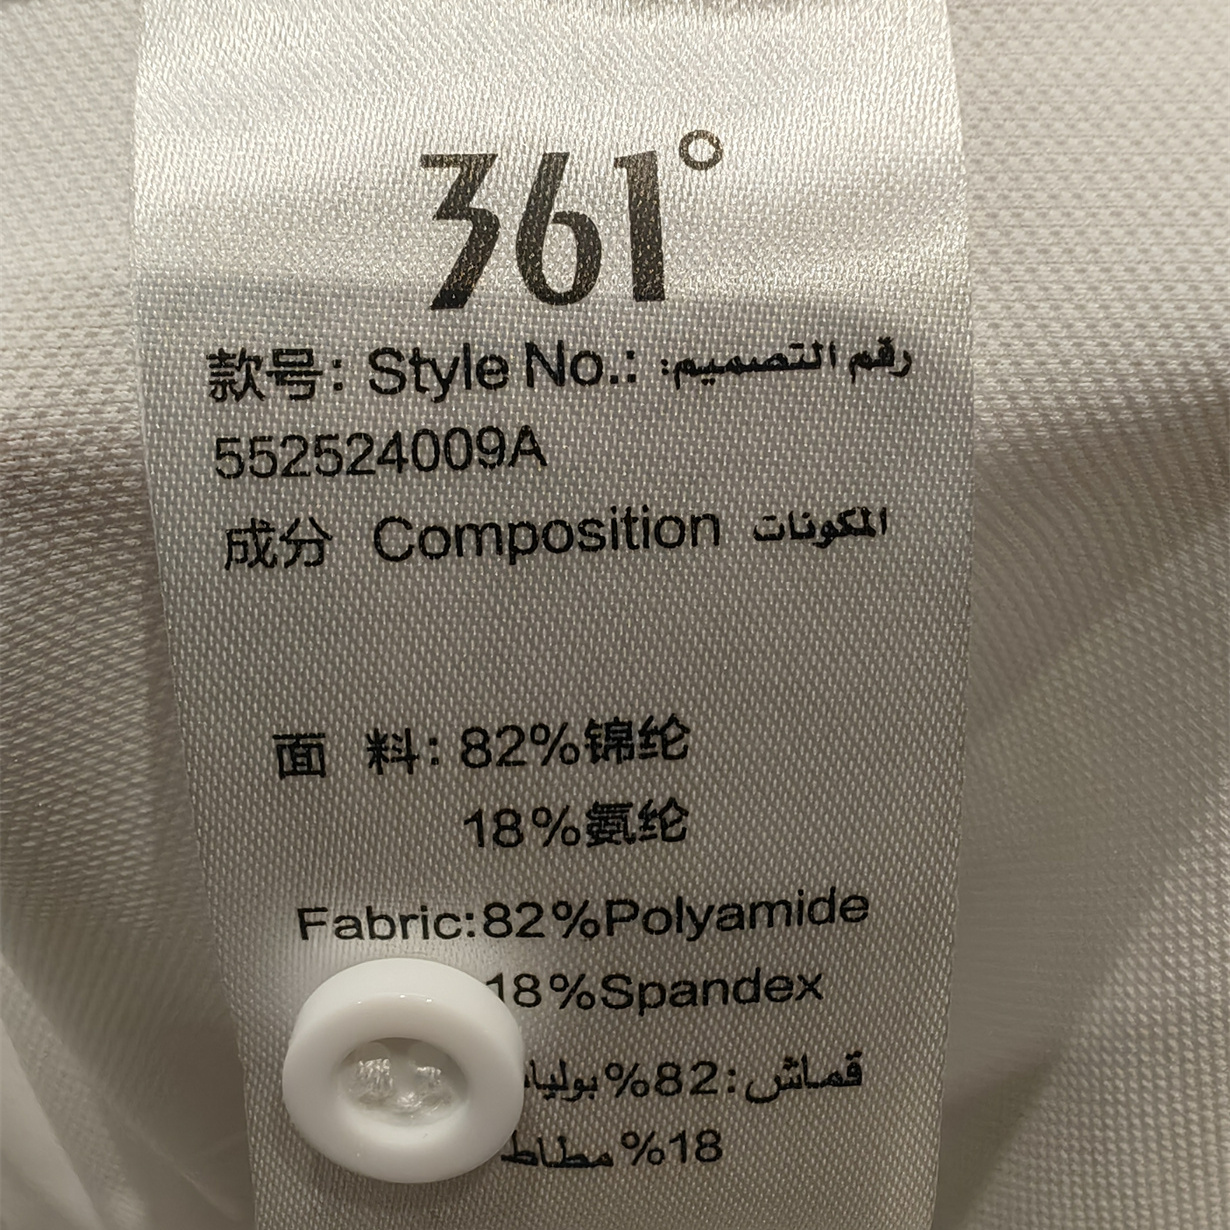 361°
款号: Style No.: رقم التصميم:
552524009A
成分 Composition المكونات
面 料: 82%锦纶
18%氨纶
Fabric:82%Polyamide
18%Spandex
قماش:82%
18% مطاط